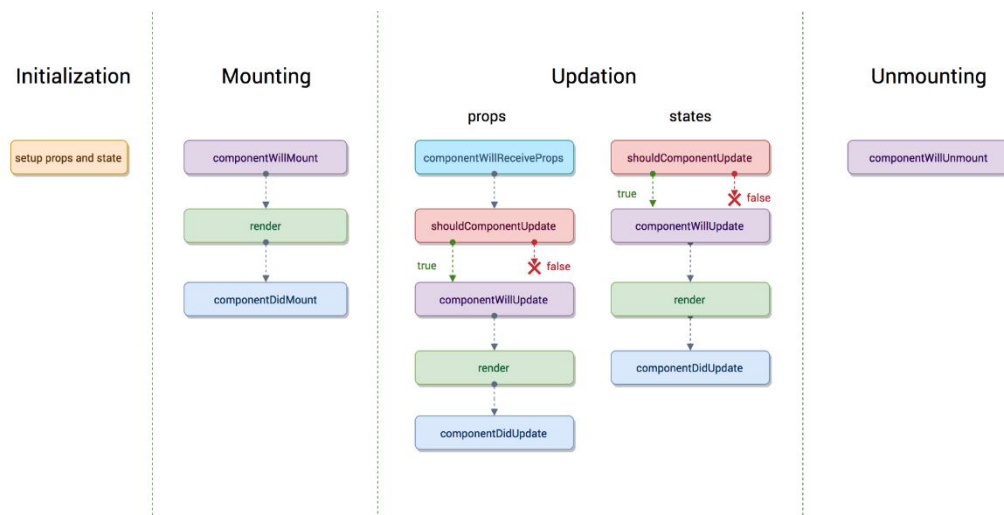 Initialization
setup props and state
Mounting
componentWillMount
render
componentDidMount
Updation
props
componentWillReceiveProps
shouldComponentUpdate
true
false
componentWillUpdate
render
componentDidUpdate
states
shouldComponentUpdate
true
false
componentWillUpdate
render
componentDidUpdate
Unmounting
componentWillUnmount